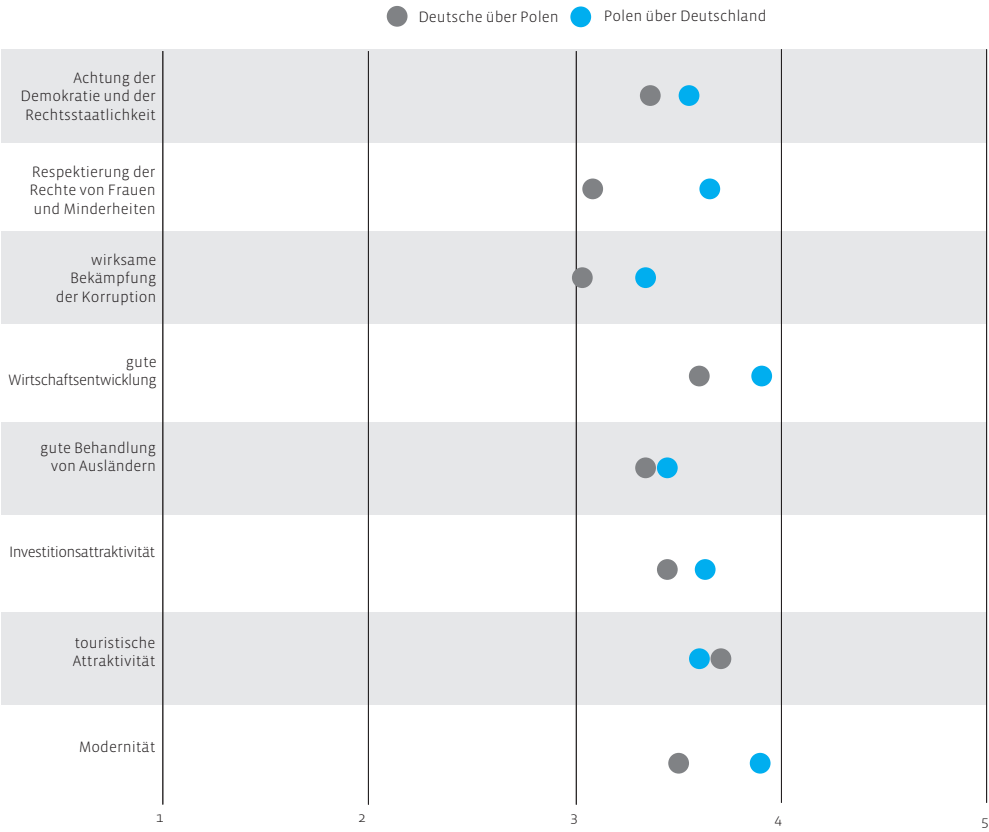 Deutsche über Polen Polen über Deutschland
Achtung der
Demokratie und der
Rechtsstaatlichkeit
Respektierung der
Rechte von Frauen
und Minderheiten
wirksame
Bekämpfung
der Korruption
gute
Wirtschaftsentwicklung
gute Behandlung
von Ausländern
Investitionsattraktivität
touristische
Attraktivität
Modernität
1 2 3 4 5